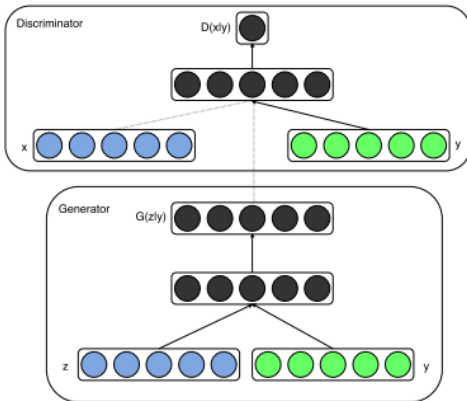 Discriminator
D(x|y)
x
y
Generator
G(z|y)
z
y